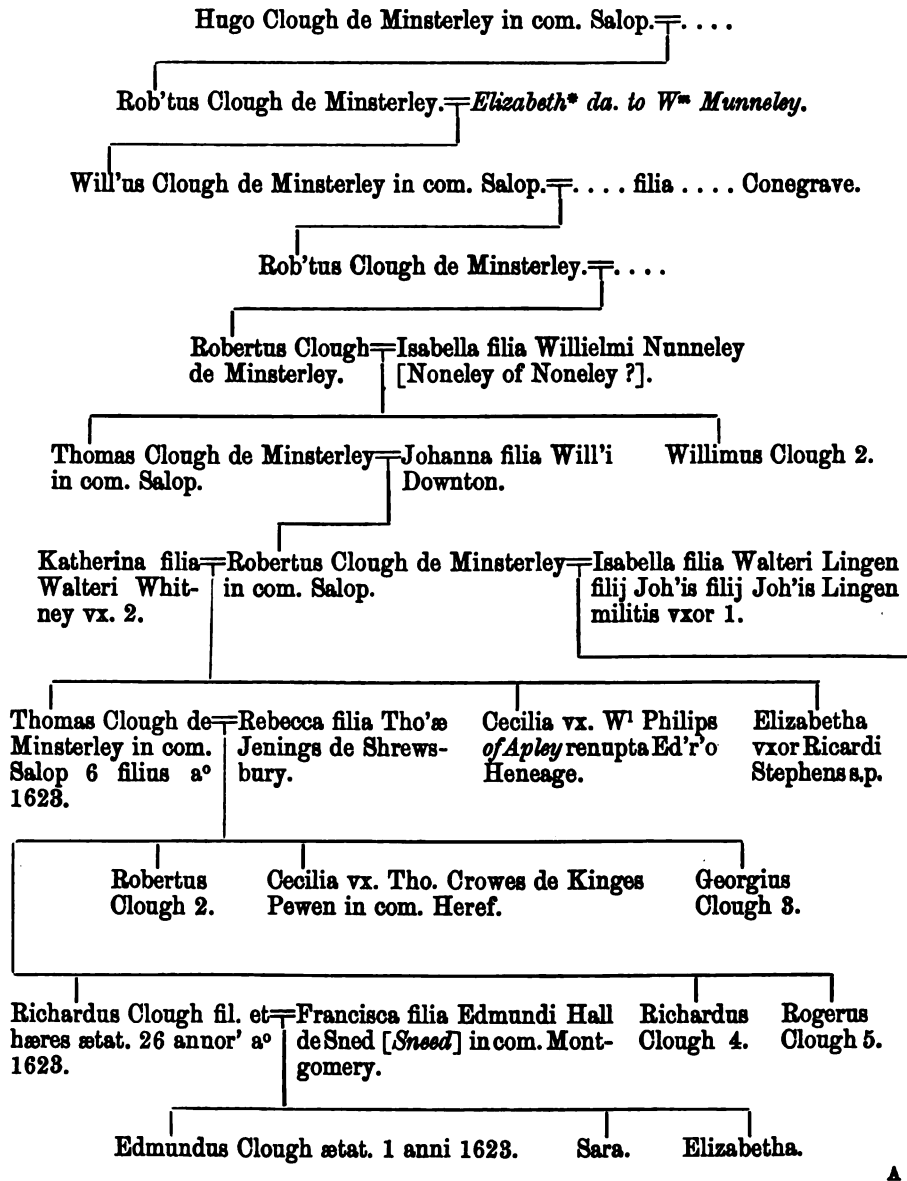 Hugo Clough de Minsterley in com. Salop.=. . . .
Rob'tus Clough de Minsterley.=Elizabeth* da. to Wᵐ Munneley.
Will'us Clough de Minsterley in com. Salop.=. . . . filia . . . . Conegrave.
Rob'tus Clough de Minsterley.=. . . .
Robertus Clough=Isabella filia Willielmi Nunneley
de Minsterley. [Noneley of Noneley ?].
Thomas Clough de Minsterley=Johanna filia Will'i Willimus Clough 2.
in com. Salop. Downton.
Katherina filia=Robertus Clough de Minsterley=Isabella filia Walteri Lingen
Walteri Whit- in com. Salop. filij Joh'is filij Joh'is Lingen
ney vx. 2. militis vxor 1.
Thomas Clough de=Rebecca filia Tho'æ Cecilia vx. Wˡ Philips Elizabetha
Minsterley in com. Jenings de Shrews- of Apley renupta Ed'r'o vxor Ricardi
Salop 6 filius aº bury. Heneage. Stephens s.p.
1623.
Robertus Cecilia vx. Tho. Crowes de Kinges Georgius
Clough 2. Pewen in com. Heref. Clough 3.
Richardus Clough fil. et=Francisca filia Edmundi Hall Richardus Rogerus
hæres ætat. 26 annor' aº de Sned [Sneed] in com. Mont- Clough 4. Clough 5.
1623. gomery.
Edmundus Clough ætat. 1 anni 1623. Sara. Elizabetha.
A